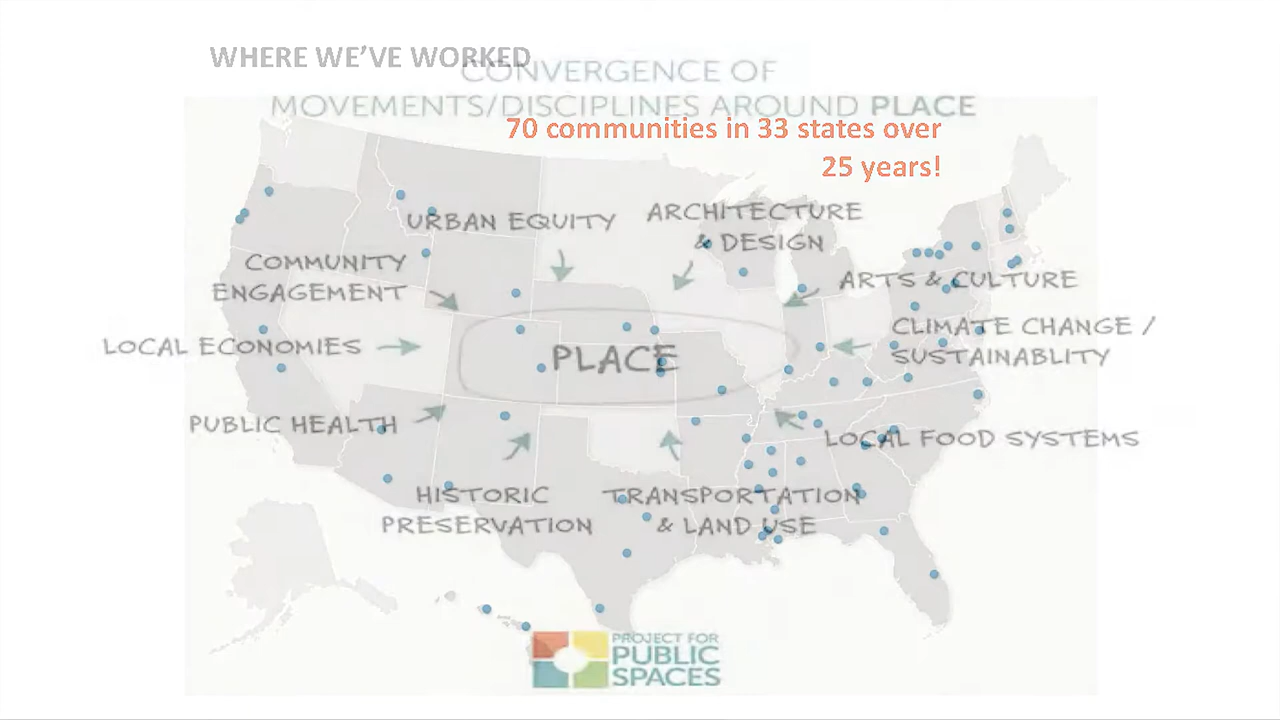 WHERE WE'VE WORKED
CONVERGENCE OF
MOVEMENTS/DISCIPLINES AROUND PLACE
70 communities in 33 states over
25 years!
URBAN EQUITY
ARCHITECTURE
& DESIGN
COMMUNITY
ENGAGEMENT
ARTS & CULTURE
LOCAL ECONOMIES
CLIMATE CHANGE /
SUSTAINABLITY
PLACE
PUBLIC HEALTH
LOCAL FOOD SYSTEMS
HISTORIC
PRESERVATION
TRANSPORTATION
& LAND USE
PROJECT FOR
PUBLIC
SPACES